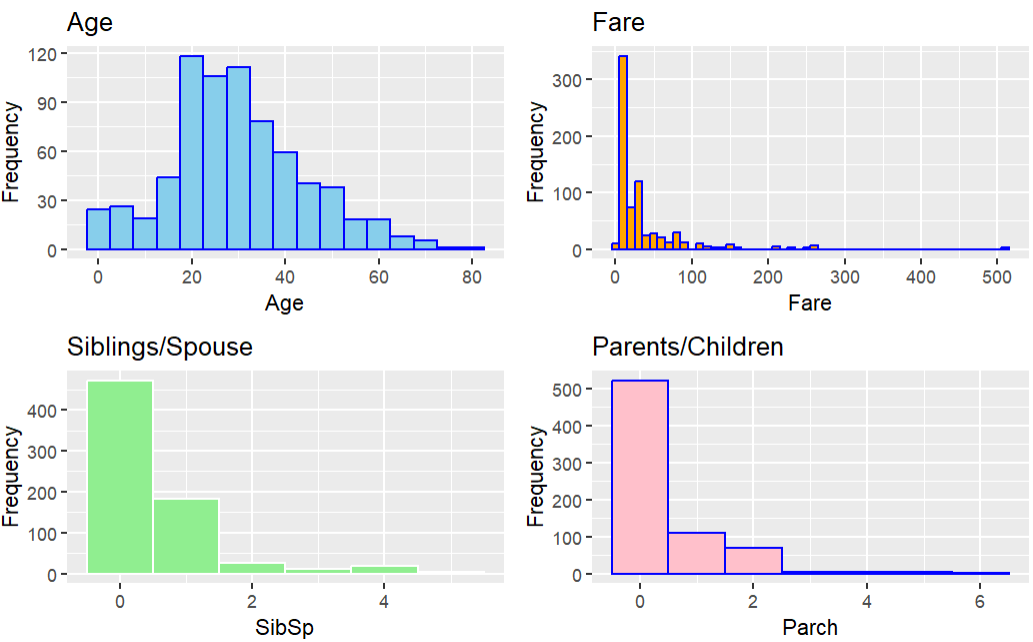 Age
Frequency
120
90
60
30
0
0 20 40 60 80
Age
Fare
Frequency
300
200
100
0
0 100 200 300 400 500
Fare
Siblings/Spouse
Frequency
400
300
200
100
0
0 2 4
SibSp
Parents/Children
Frequency
500
400
300
200
100
0
0 2 4 6
Parch